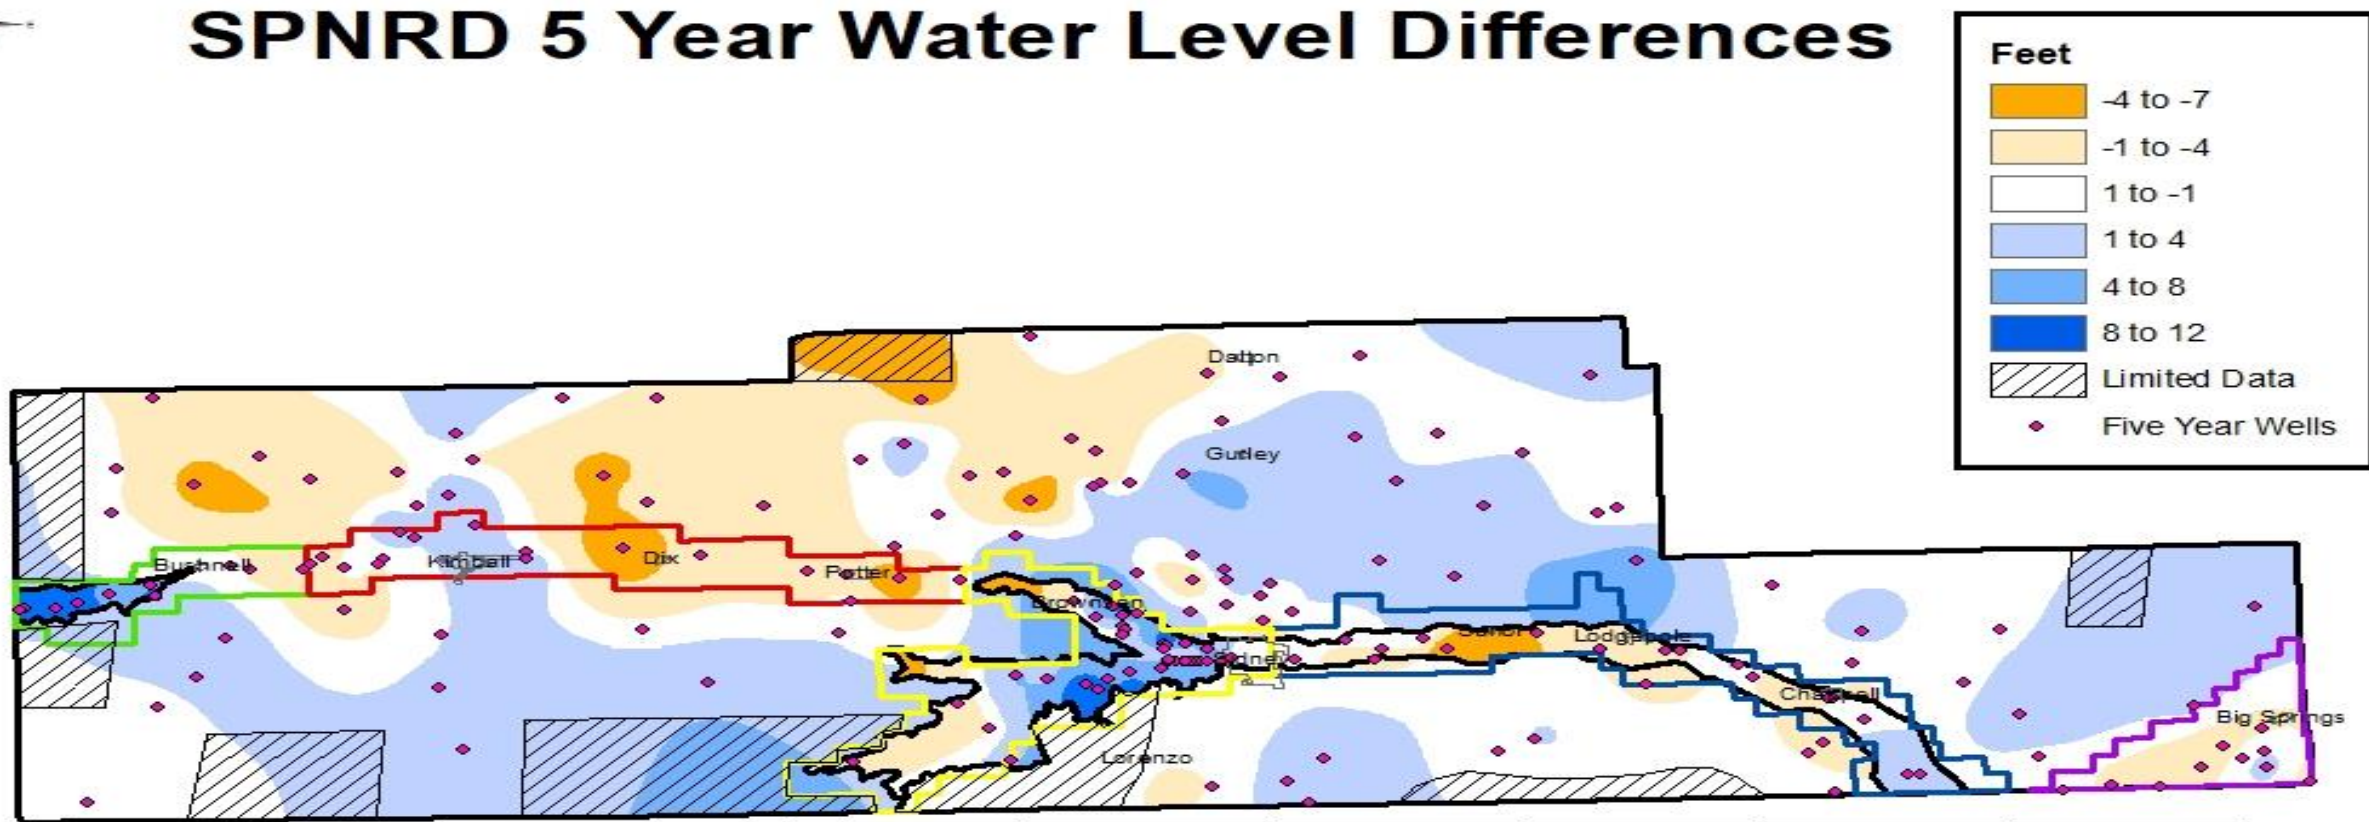 SPNRD 5 Year Water Level Differences
Feet
-4 to -7
-1 to -4
1 to -1
1 to 4
4 to 8
8 to 12
Limited Data
Five Year Wells
Dalton
Gurley
Bushnell
Kimball
Dix
Potter
Brownson
Sunol
Lodgepole
Sidney
Chappell
Big Springs
Lorenzo